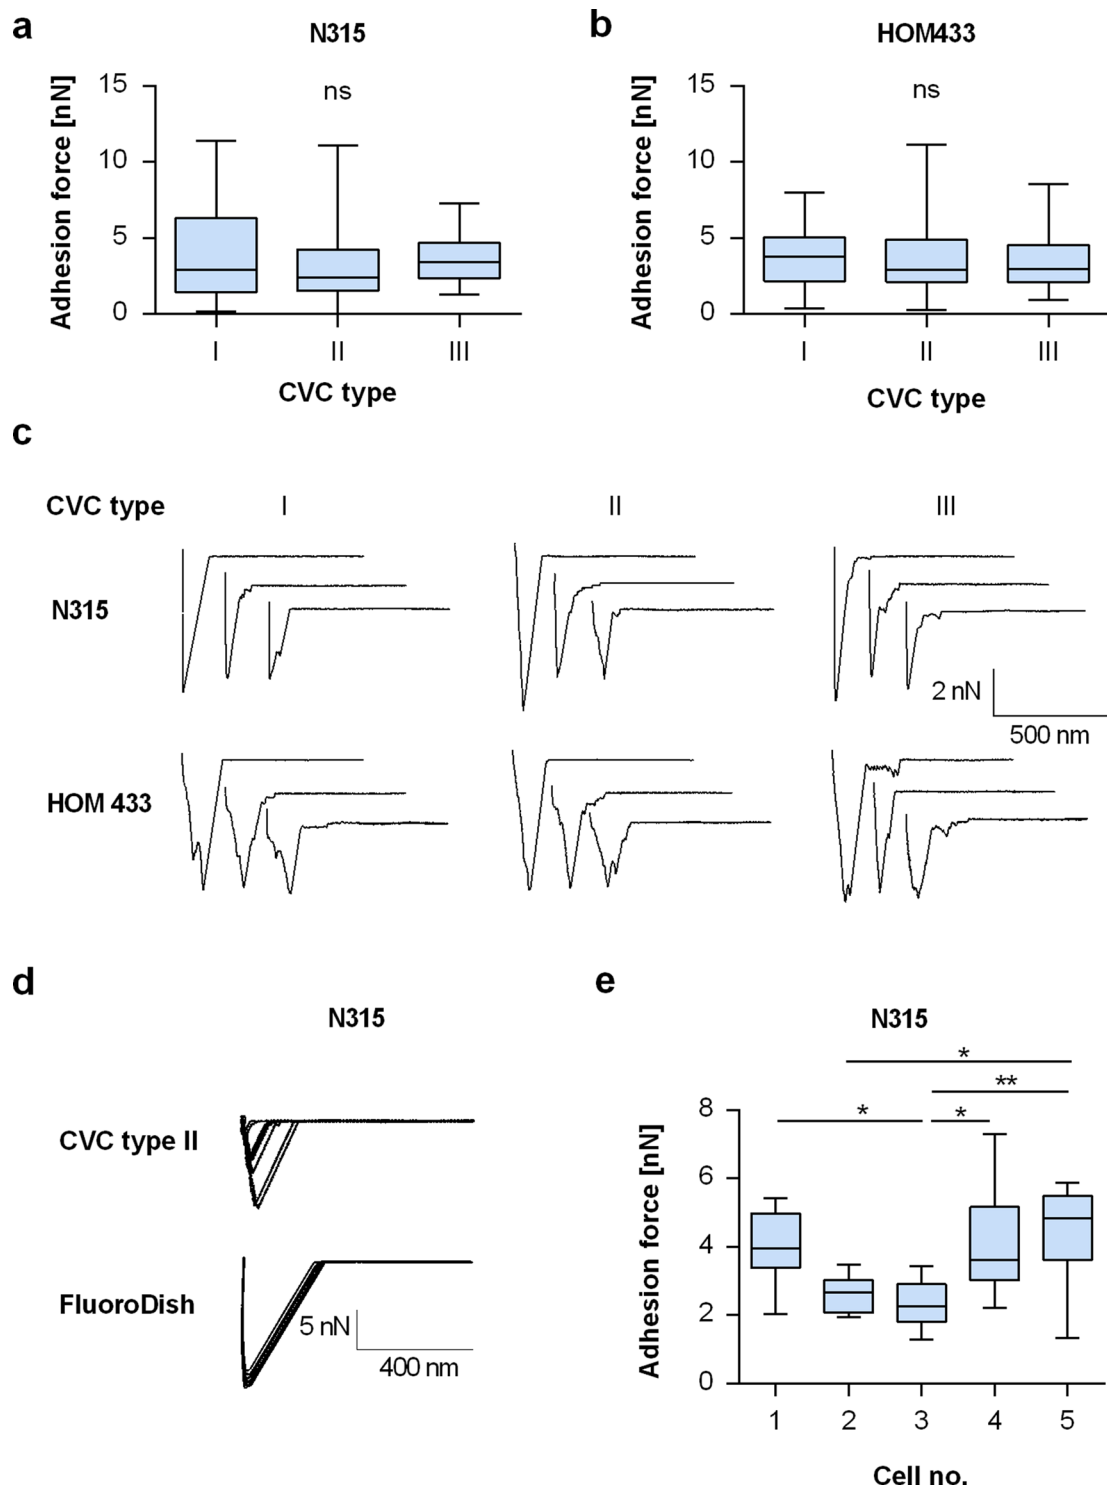 a
N315
b
HOM433
Adhesion force [nN]
15
10
5
0
ns
I
II
III
CVC type
Adhesion force [nN]
15
10
5
0
ns
I
II
III
CVC type
c
CVC type
I
II
III
N315
2 nN
500 nm
HOM 433
d
N315
CVC type II
FluoroDish
5 nN
400 nm
e
N315
*
**
*
*
Adhesion force [nN]
8
6
4
2
0
1
2
3
4
5
Cell no.